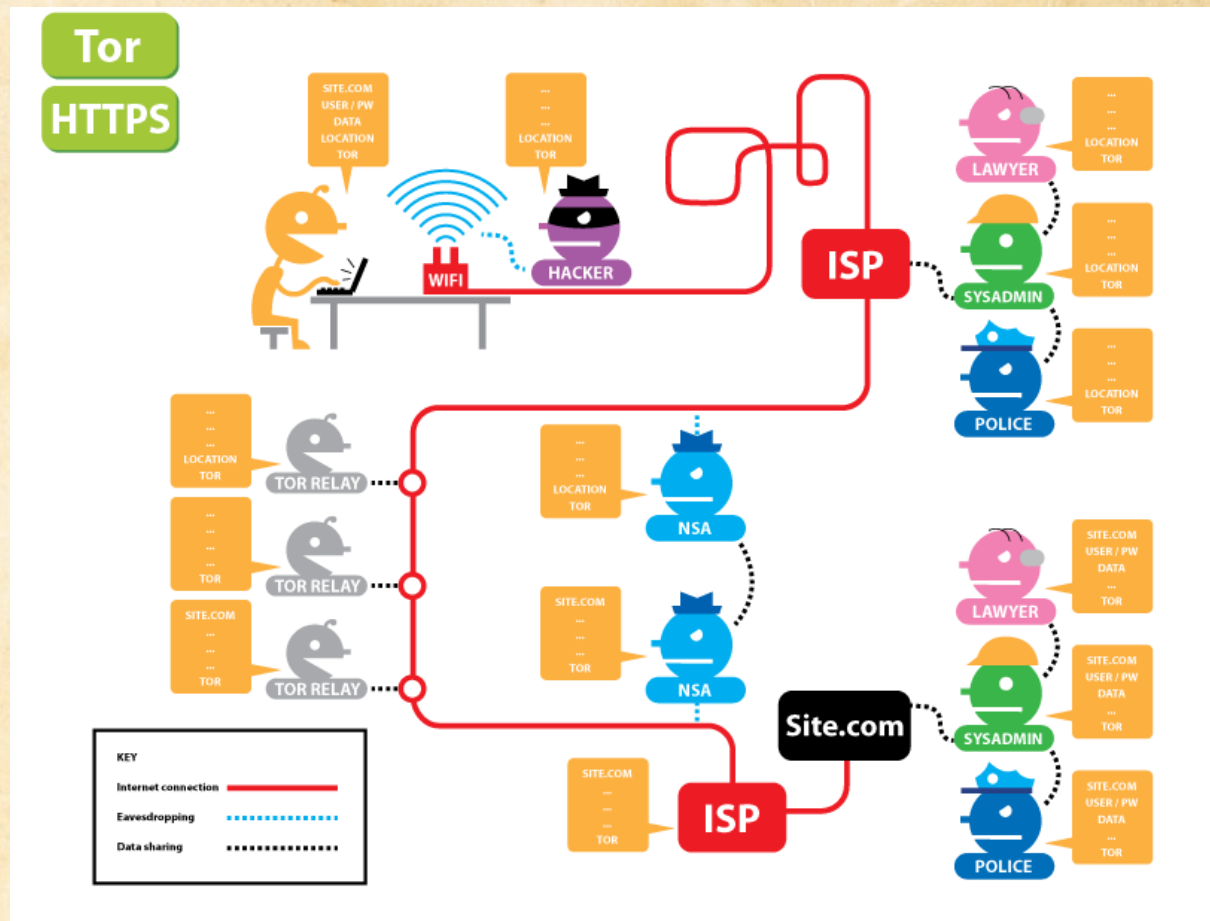 Tor
HTTPS
SITE.COM
USER / PW
DATA
LOCATION
TOR
...
...
...
LOCATION
TOR
WIFI
HACKER
ISP
...
...
...
LOCATION
TOR
LAWYER
...
...
...
LOCATION
TOR
SYSADMIN
...
...
...
LOCATION
TOR
POLICE
...
...
...
LOCATION
TOR
TOR RELAY
...
...
...
...
TOR
TOR RELAY
SITE.COM
...
...
...
TOR
TOR RELAY
...
...
...
LOCATION
TOR
NSA
SITE.COM
...
...
...
TOR
NSA
SITE.COM
USER / PW
DATA
...
TOR
LAWYER
SITE.COM
USER / PW
DATA
...
TOR
SYSADMIN
SITE.COM
USER / PW
DATA
...
TOR
POLICE
Site.com
SITE.COM
...
...
...
TOR
ISP
KEY
Internet connection
Eavesdropping
Data sharing